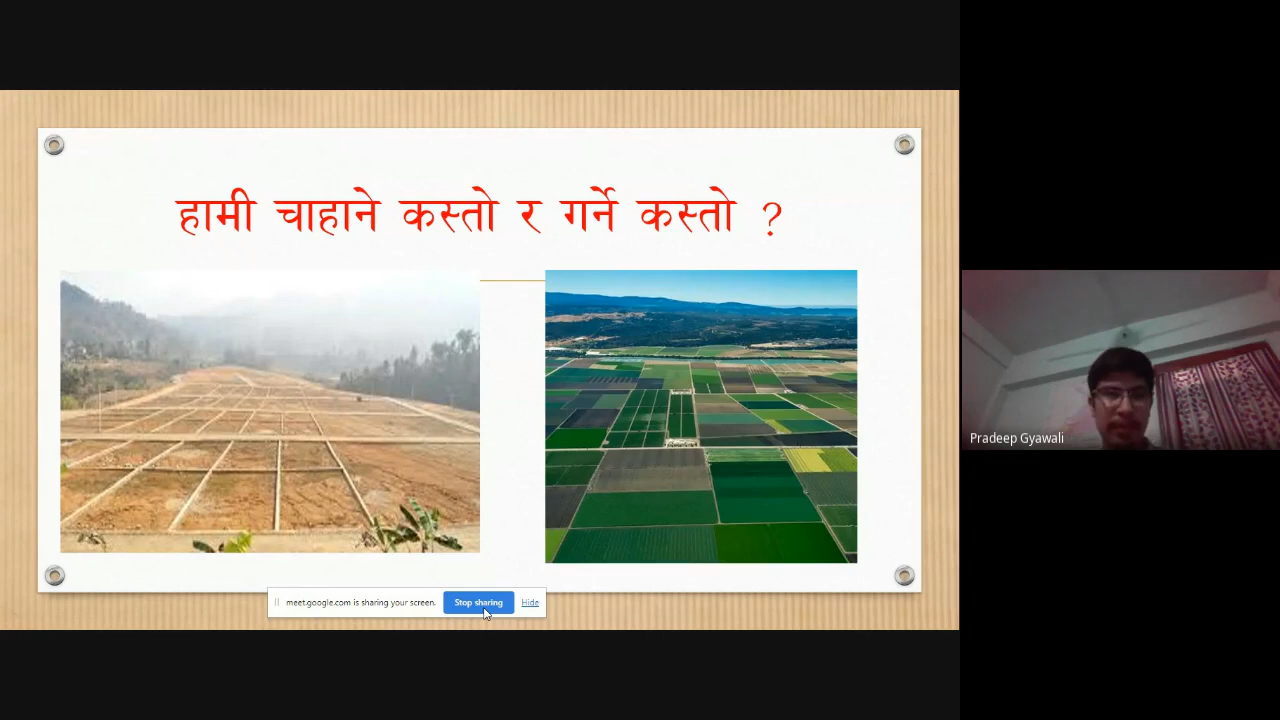 हामी चाहाने कस्तो र गर्ने कस्तो ?
meet.google.com is sharing your screen. Stop sharing Hide
Pradeep Gyawali